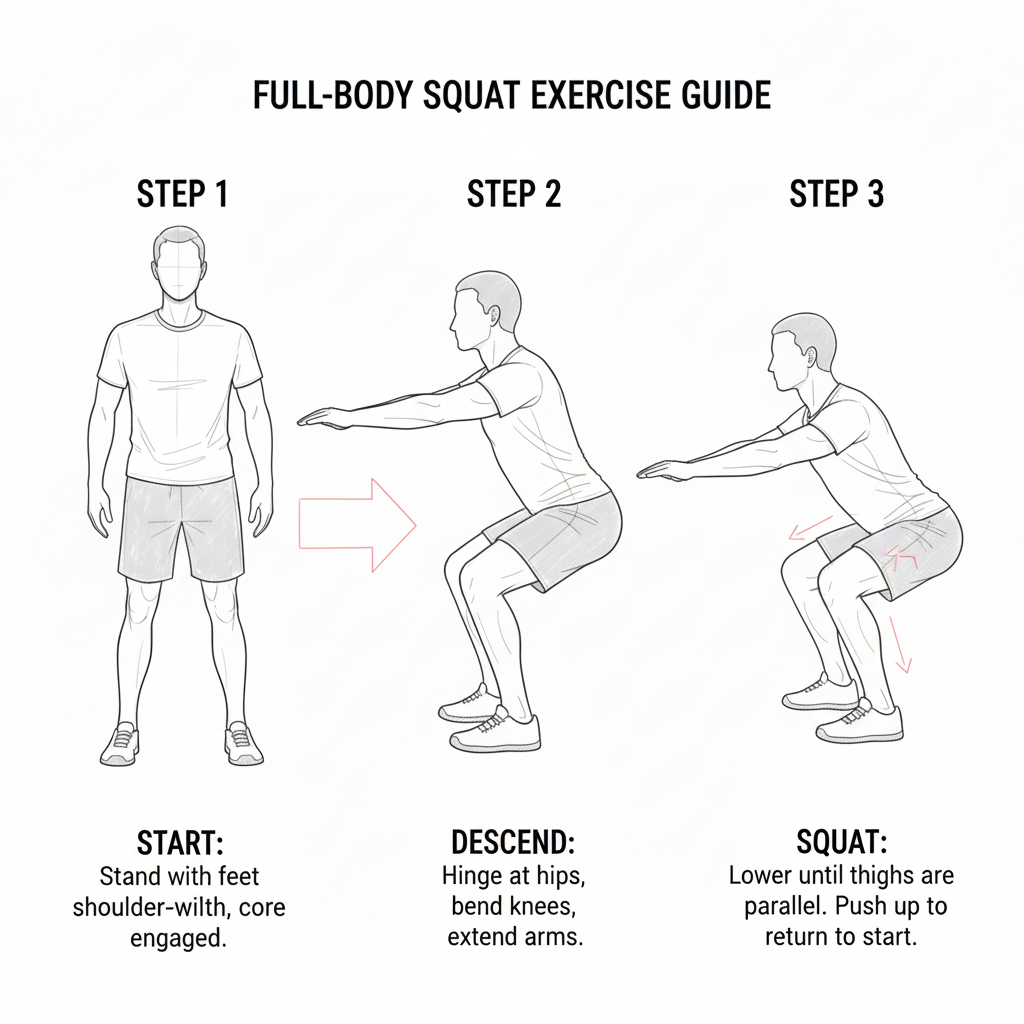 FULL-BODY SQUAT EXERCISE GUIDE
STEP 1
STEP 2
STEP 3
START:
Stand with feet
shoulder-wilth, core
engaged.
DESCEND:
Hinge at hips,
bend knees,
extend arms.
SQUAT:
Lower until thighs are
parallel. Push up to
return to start.